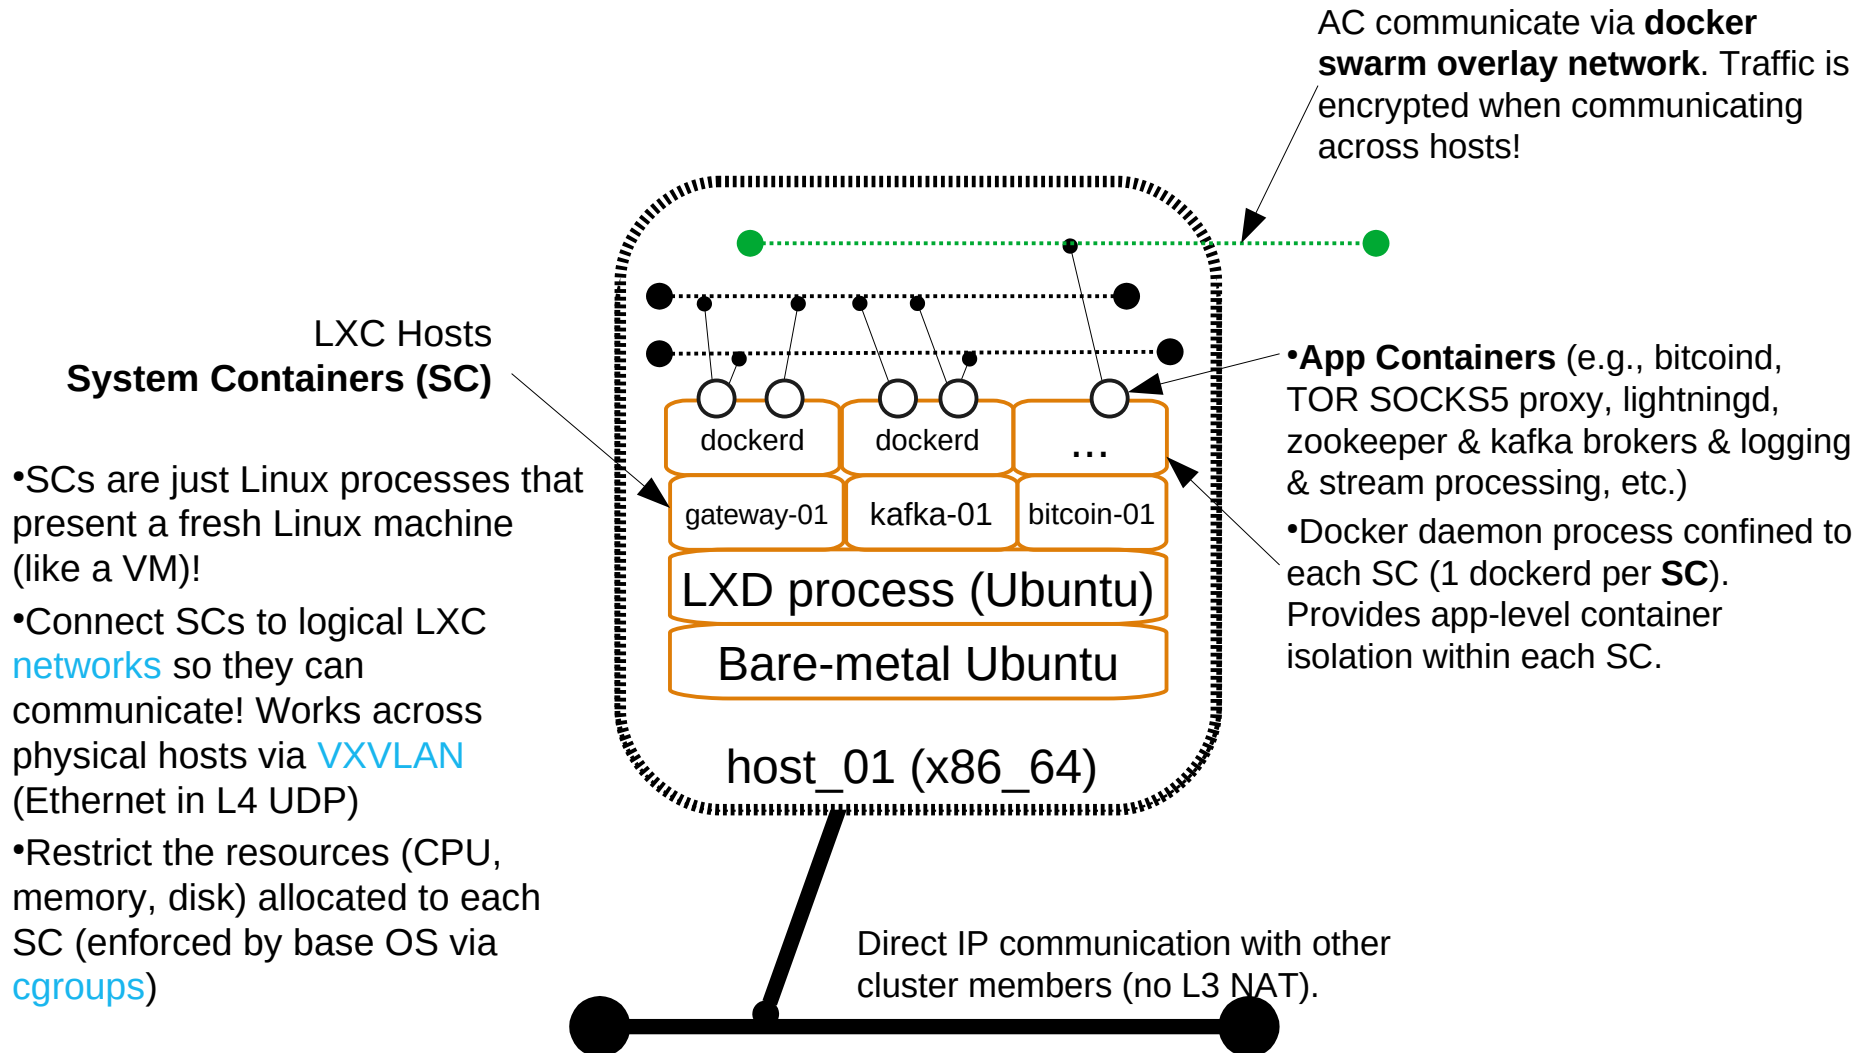 AC communicate via docker
swarm overlay network. Traffic is
encrypted when communicating
across hosts!
LXC Hosts
System Containers (SC)
•SCs are just Linux processes that
present a fresh Linux machine
(like a VM)!
•Connect SCs to logical LXC
networks so they can
communicate! Works across
physical hosts via VXVLAN
(Ethernet in L4 UDP)
•Restrict the resources (CPU,
memory, disk) allocated to each
SC (enforced by base OS via
cgroups)
dockerd
dockerd
...
gateway-01
kafka-01
bitcoin-01
LXD process (Ubuntu)
Bare-metal Ubuntu
host_01 (x86_64)
•App Containers (e.g., bitcoind,
TOR SOCKS5 proxy, lightningd,
zookeeper & kafka brokers & logging
& stream processing, etc.)
•Docker daemon process confined to
each SC (1 dockerd per SC).
Provides app-level container
isolation within each SC.
Direct IP communication with other
cluster members (no L3 NAT).